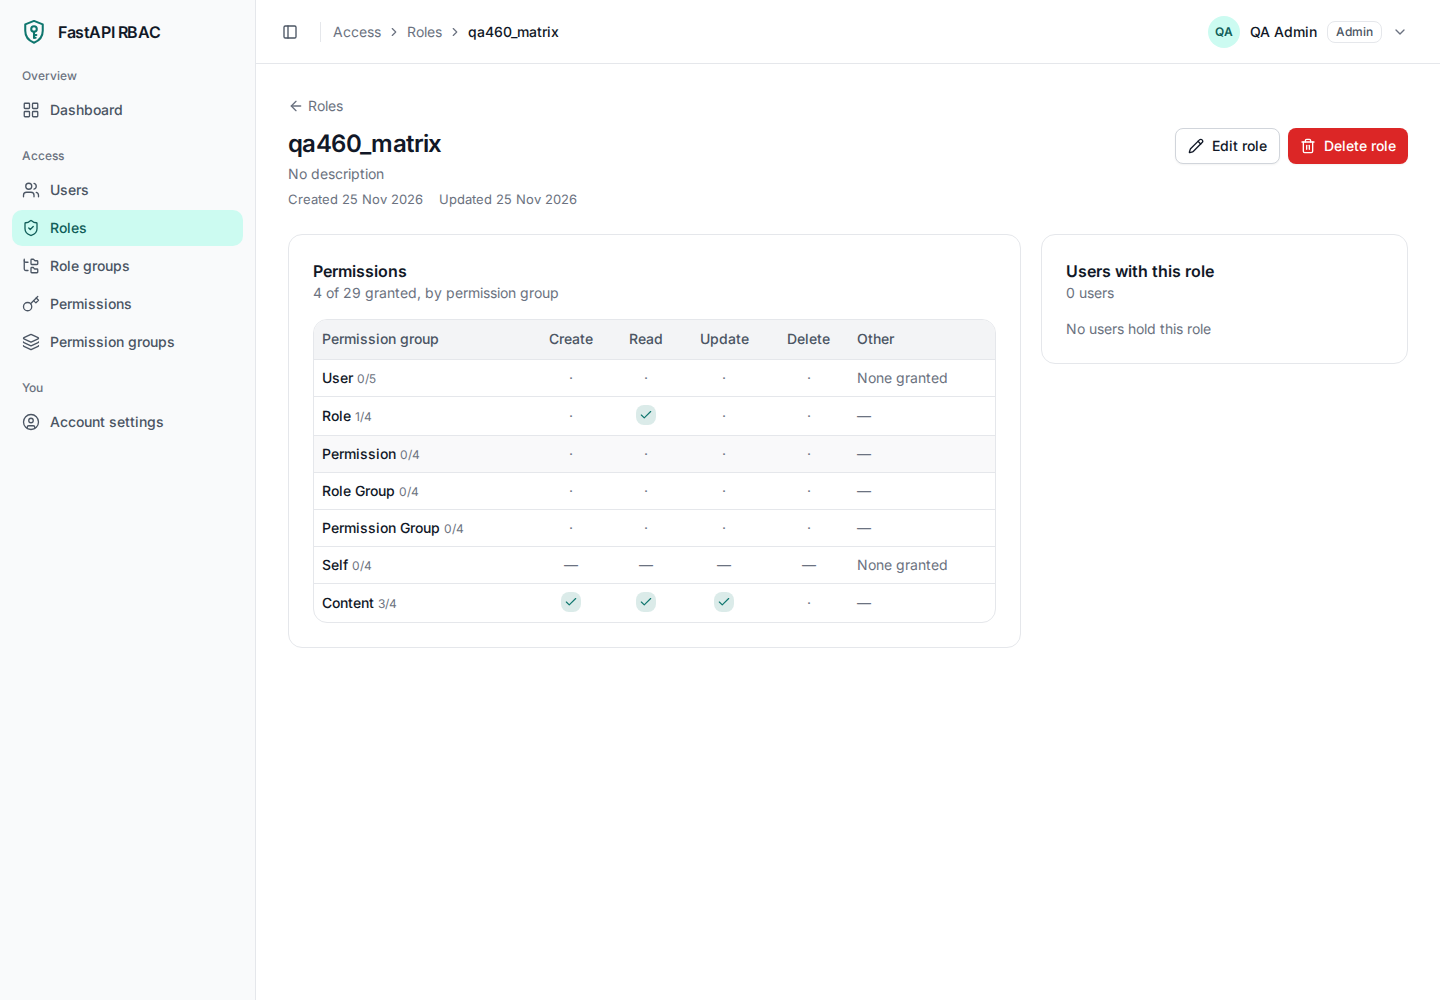 FastAPI RBAC
Overview
Dashboard
Access
Users
Roles
Role groups
Permissions
Permission groups
You
Account settings
Access > Roles > qa460_matrix
QA QA Admin Admin
← Roles
qa460_matrix
Edit role
Delete role
No description
Created 25 Nov 2026 Updated 25 Nov 2026
Permissions
4 of 29 granted, by permission group
Permission group Create Read Update Delete Other
User 0/5 · · · · None granted
Role 1/4 · ✓ · · —
Permission 0/4 · · · · —
Role Group 0/4 · · · · —
Permission Group 0/4 · · · · —
Self 0/4 — — — — None granted
Content 3/4 ✓ ✓ ✓ · —
Users with this role
0 users
No users hold this role